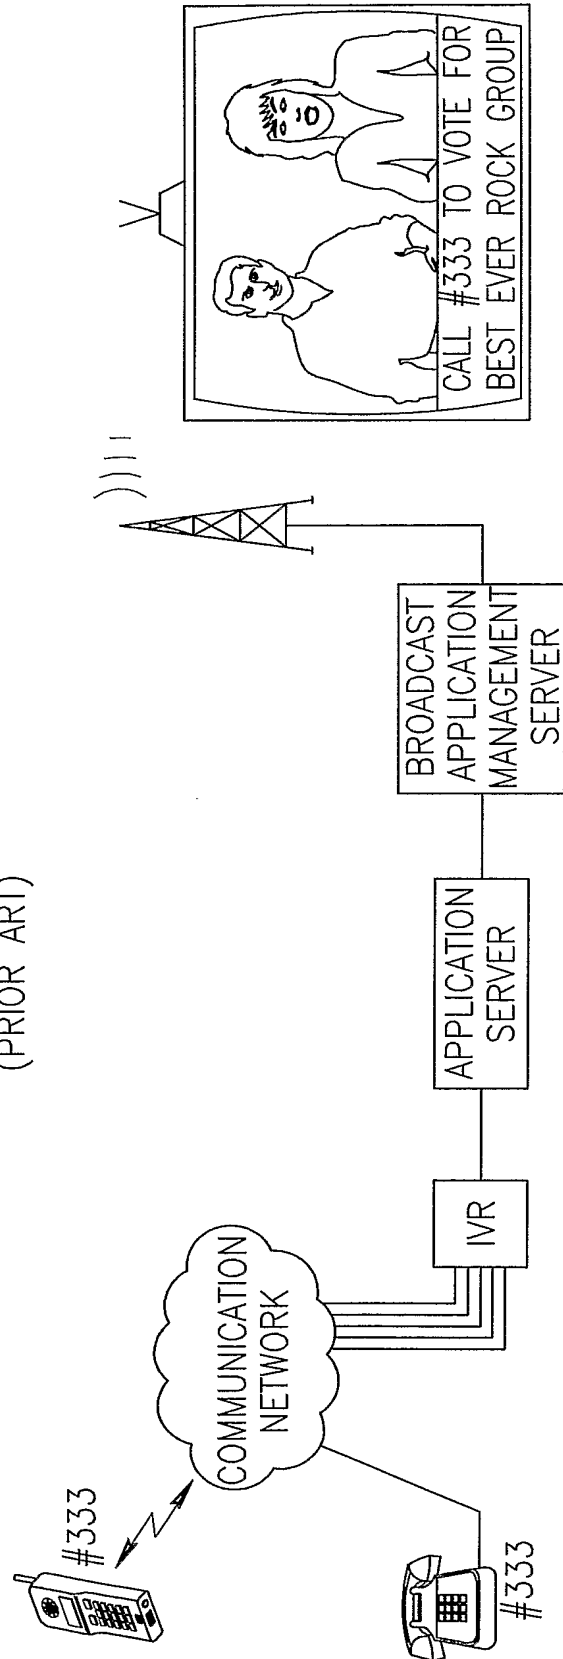 (PRIOR ART)
#333
#333
COMMUNICATION
NETWORK
IVR
APPLICATION
SERVER
BROADCAST
APPLICATION
MANAGEMENT
SERVER
CALL #333 TO VOTE FOR
BEST EVER ROCK GROUP